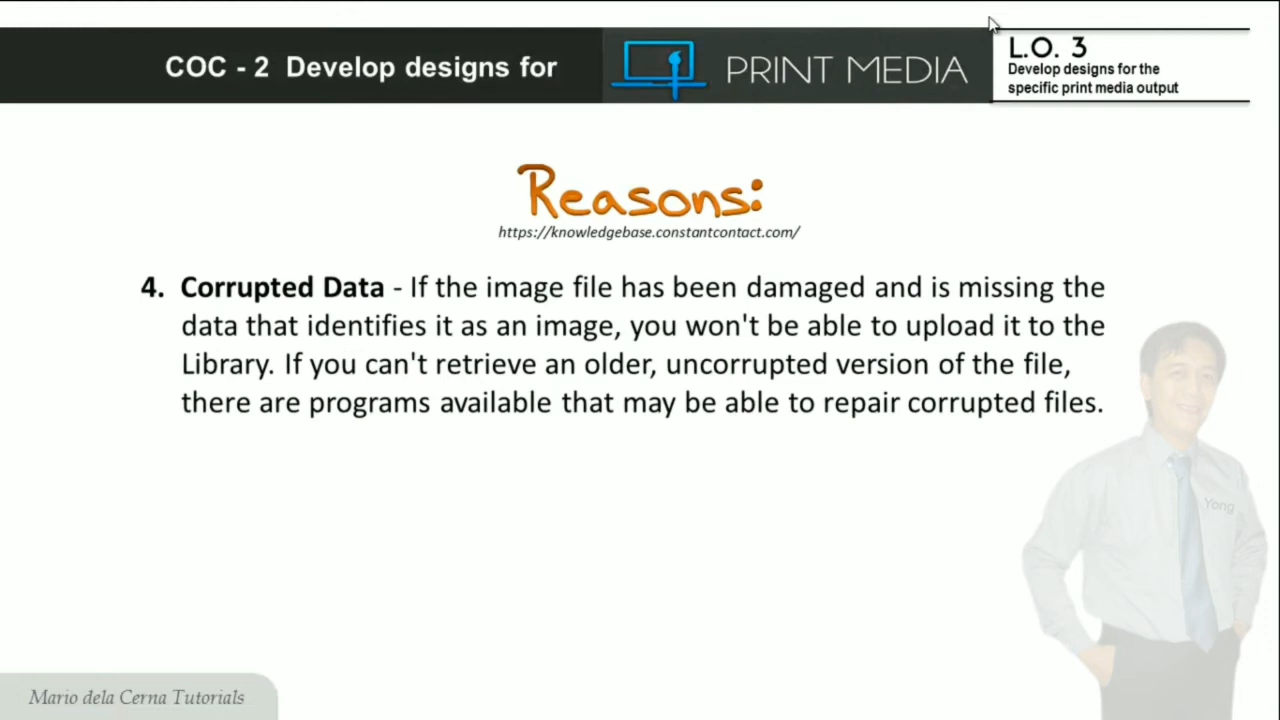 COC - 2 Develop designs for
PRINT MEDIA
L.O. 3
Develop designs for the
specific print media output
Reasons:
https://knowledgebase.constantcontact.com/
4. Corrupted Data - If the image file has been damaged and is missing the
data that identifies it as an image, you won't be able to upload it to the
Library. If you can't retrieve an older, uncorrupted version of the file,
there are programs available that may be able to repair corrupted files.
Yong
Mario dela Cerna Tutorials